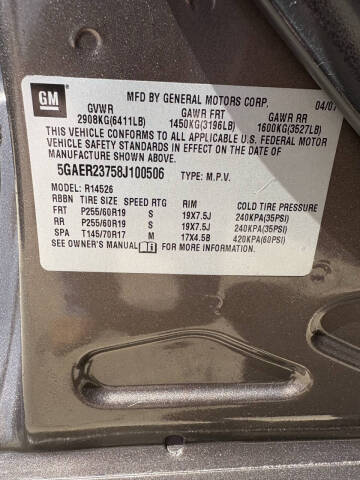 GM
MFD BY GENERAL MOTORS CORP. 04/07
GVWR GAWR FRT GAWR RR
2908KG(6411LB) 1450KG(3196LB) 1600KG(3527LB)
THIS VEHICLE CONFORMS TO ALL APPLICABLE U.S. FEDERAL MOTOR
VEHICLE SAFETY STANDARDS IN EFFECT ON THE DATE OF
MANUFACTURE SHOWN ABOVE.
5GAER23758J100506 TYPE: M.P.V.
MODEL: R14526
RBBN TIRE SIZE SPEED RTG RIM COLD TIRE PRESSURE
FRT P255/60R19 S 19X7.5J 240KPA(35PSI)
RR P255/60R19 S 19X7.5J 240KPA(35PSI)
SPA T145/70R17 M 17X4.5B 420KPA(60PSI)
SEE OWNER'S MANUAL FOR MORE INFORMATION.